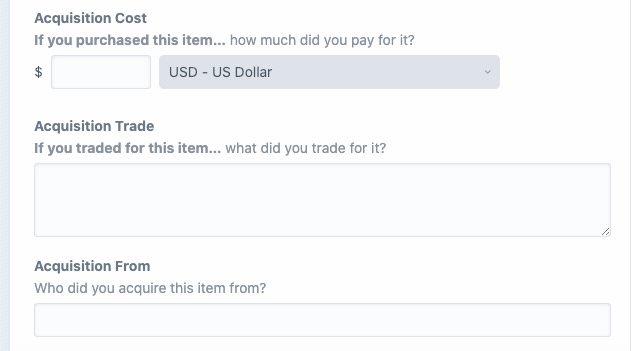 Acquisition Cost
If you purchased this item... how much did you pay for it?
$ USD - US Dollar
Acquisition Trade
If you traded for this item... what did you trade for it?
Acquisition From
Who did you acquire this item from?